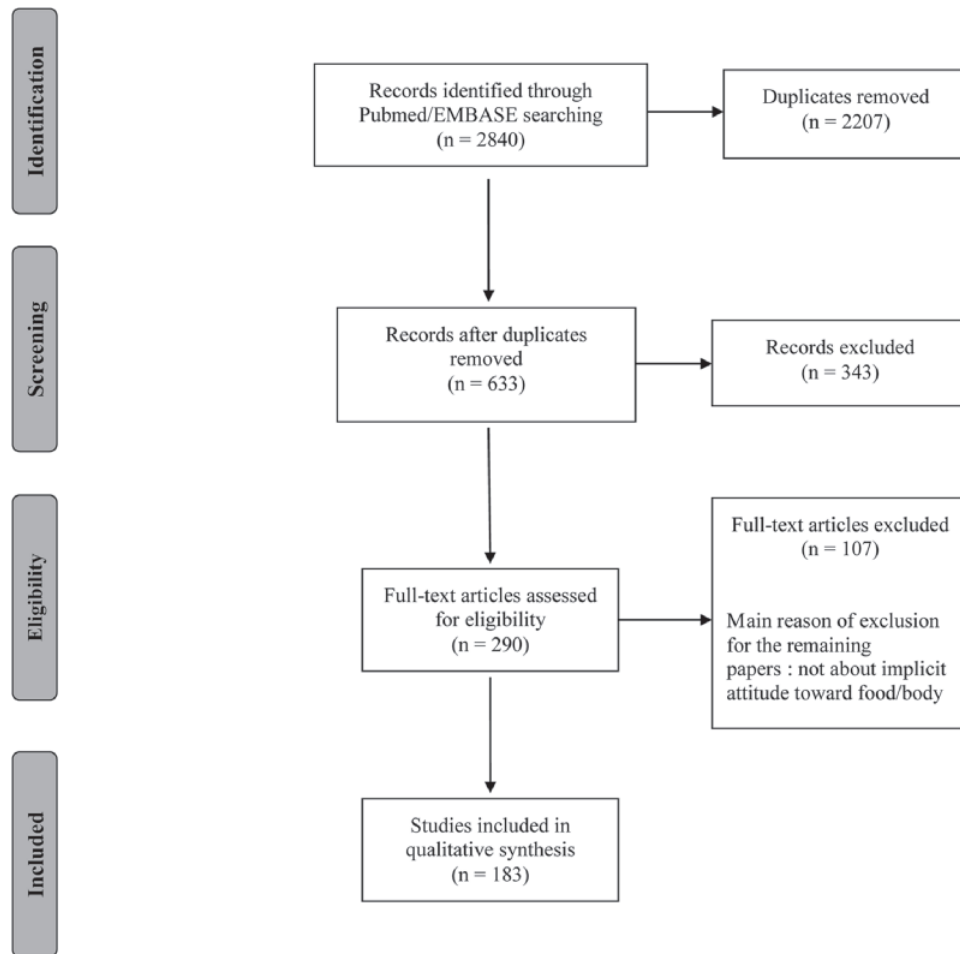 Identification
Records identified through
Pubmed/EMBASE searching
(n = 2840)
Duplicates removed
(n = 2207)
Screening
Records after duplicates
removed
(n = 633)
Records excluded
(n = 343)
Eligibility
Full-text articles assessed
for eligibility
(n = 290)
Full-text articles excluded
(n = 107)
Main reason of exclusion
for the remaining
papers : not about implicit
attitude toward food/body
Included
Studies included in
qualitative synthesis
(n = 183)